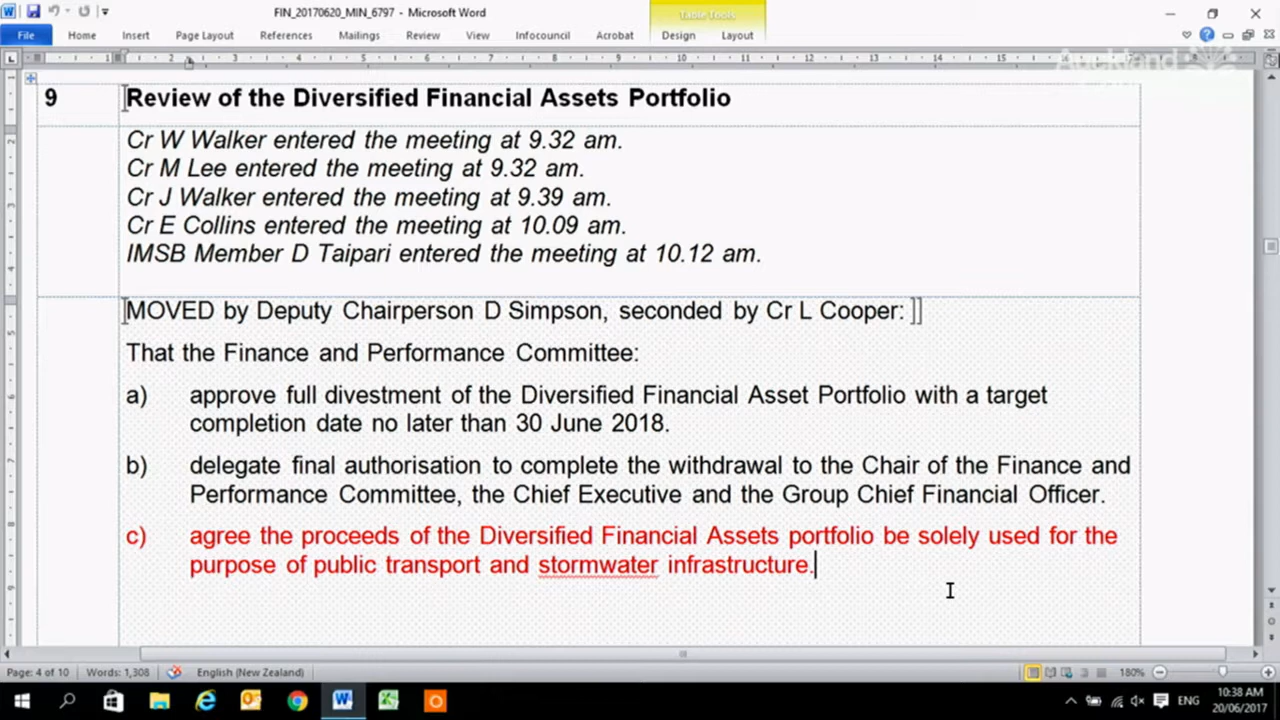 FIN_20170620_MIN_6797 - Microsoft Word
Table Tools
File Home Insert Page Layout References Mailings Review View Infocouncil Acrobat Design Layout
Auckland
9 Review of the Diversified Financial Assets Portfolio
Cr W Walker entered the meeting at 9.32 am.
Cr M Lee entered the meeting at 9.32 am.
Cr J Walker entered the meeting at 9.39 am.
Cr E Collins entered the meeting at 10.09 am.
IMSB Member D Taipari entered the meeting at 10.12 am.
MOVED by Deputy Chairperson D Simpson, seconded by Cr L Cooper:
That the Finance and Performance Committee:
a) approve full divestment of the Diversified Financial Asset Portfolio with a target
completion date no later than 30 June 2018.
b) delegate final authorisation to complete the withdrawal to the Chair of the Finance and
Performance Committee, the Chief Executive and the Group Chief Financial Officer.
c) agree the proceeds of the Diversified Financial Assets portfolio be solely used for the
purpose of public transport and stormwater infrastructure.
Page: 4 of 10 Words: 1,308 English (New Zealand) 180%
ENG 10:38 AM
20/06/2017